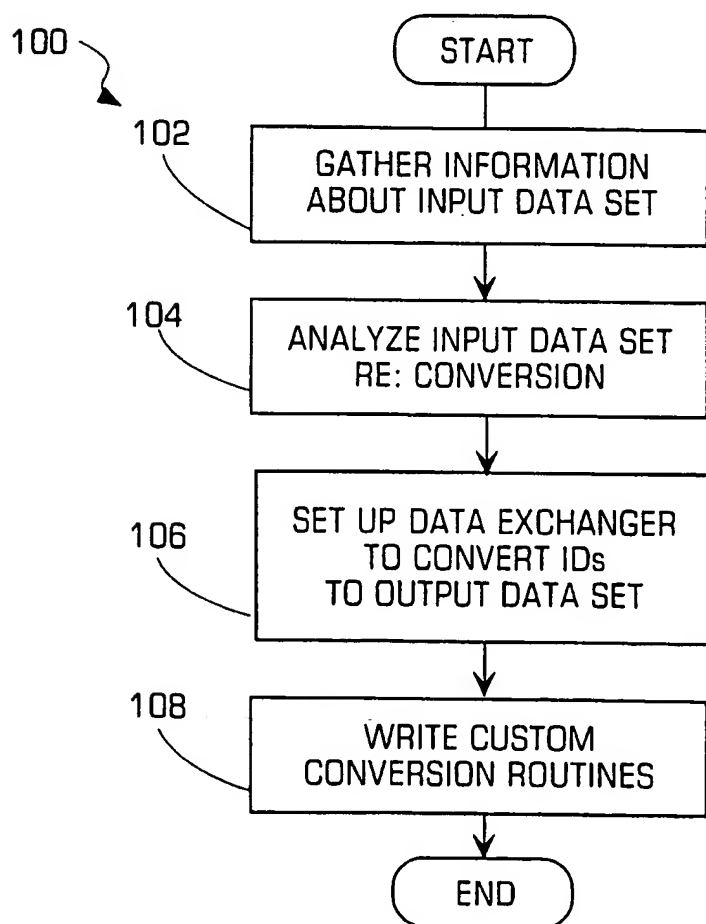 100
START
102
GATHER INFORMATION
ABOUT INPUT DATA SET
104
ANALYZE INPUT DATA SET
RE: CONVERSION
106
SET UP DATA EXCHANGER
TO CONVERT IDs
TO OUTPUT DATA SET
108
WRITE CUSTOM
CONVERSION ROUTINES
END